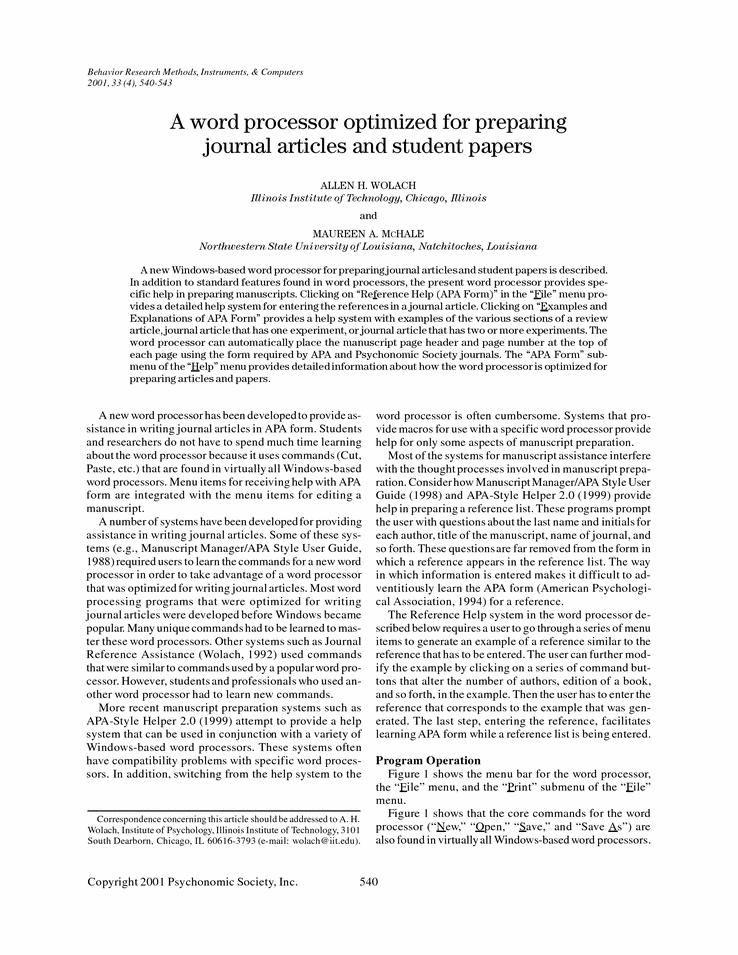 Behavior Research Methods, Instruments, & Computers
2001, 33 (4), 540-543
A word processor optimized for preparing
journal articles and student papers
ALLEN H. WOLACH
Illinois Institute of Technology, Chicago, Illinois
and
MAUREEN A. MCHALE
Northwestern State University of Louisiana, Natchitoches, Louisiana
A new Windows-based word processor for preparing journal articles and student papers is described.
In addition to standard features found in word processors, the present word processor provides spe-
cific help in preparing manuscripts. Clicking on “Reference Help (APA Form)” in the “File” menu pro-
vides a detailed help system for entering the references in a journal article. Clicking on “Examples and
Explanations of APA Form” provides a help system with examples of the various sections of a review
article, journal article that has one experiment, or journal article that has two or more experiments. The
word processor can automatically place the manuscript page header and page number at the top of
each page using the form required by APA and Psychonomic Society journals. The “APA Form” sub-
menu of the “Help” menu provides detailed information about how the word processor is optimized for
preparing articles and papers.
A new word processor has been developed to provide as-
sistance in writing journal articles in APA form. Students
and researchers do not have to spend much time learning
about the word processor because it uses commands (Cut,
Paste, etc.) that are found in virtually all Windows-based
word processors. Menu items for receiving help with APA
form are integrated with the menu items for editing a
manuscript.
A number of systems have been developed for providing
assistance in writing journal articles. Some of these sys-
tems (e.g., Manuscript Manager/APA Style User Guide,
1988) required users to learn the commands for a new word
processor in order to take advantage of a word processor
that was optimized for writing journal articles. Most word
processing programs that were optimized for writing
journal articles were developed before Windows became
popular. Many unique commands had to be learned to mas-
ter these word processors. Other systems such as Journal
Reference Assistance (Wolach, 1992) used commands
that were similar to commands used by a popular word pro-
cessor. However, students and professionals who used an-
other word processor had to learn new commands.
More recent manuscript preparation systems such as
APA-Style Helper 2.0 (1999) attempt to provide a help
system that can be used in conjunction with a variety of
Windows-based word processors. These systems often
have compatibility problems with specific word proces-
sors. In addition, switching from the help system to the
Correspondence concerning this article should be addressed to A. H.
Wolach, Institute of Psychology, Illinois Institute of Technology, 3101
South Dearborn, Chicago, IL 60616-3793 (e-mail: wolach@iit.edu).
word processor is often cumbersome. Systems that pro-
vide macros for use with a specific word processor provide
help for only some aspects of manuscript preparation.
Most of the systems for manuscript assistance interfere
with the thought processes involved in manuscript prepa-
ration. Consider how Manuscript Manager/APA Style User
Guide (1998) and APA-Style Helper 2.0 (1999) provide
help in preparing a reference list. These programs prompt
the user with questions about the last name and initials for
each author, title of the manuscript, name of journal, and
so forth. These questions are far removed from the form in
which a reference appears in the reference list. The way
in which information is entered makes it difficult to ad-
ventitiously learn the APA form (American Psychologi-
cal Association, 1994) for a reference.
The Reference Help system in the word processor de-
scribed below requires a user to go through a series of menu
items to generate an example of a reference similar to the
reference that has to be entered. The user can further mod-
ify the example by clicking on a series of command but-
tons that alter the number of authors, edition of a book,
and so forth, in the example. Then the user has to enter the
reference that corresponds to the example that was gen-
erated. The last step, entering the reference, facilitates
learning APA form while a reference list is being entered.
Program Operation
Figure 1 shows the menu bar for the word processor,
the “File” menu, and the “Print” submenu of the “File”
menu.
Figure 1 shows that the core commands for the word
processor (“New,” “Open,” “Save,” and “Save As”) are
also found in virtually all Windows-based word processors.
Copyright 2001 Psychonomic Society, Inc.
540